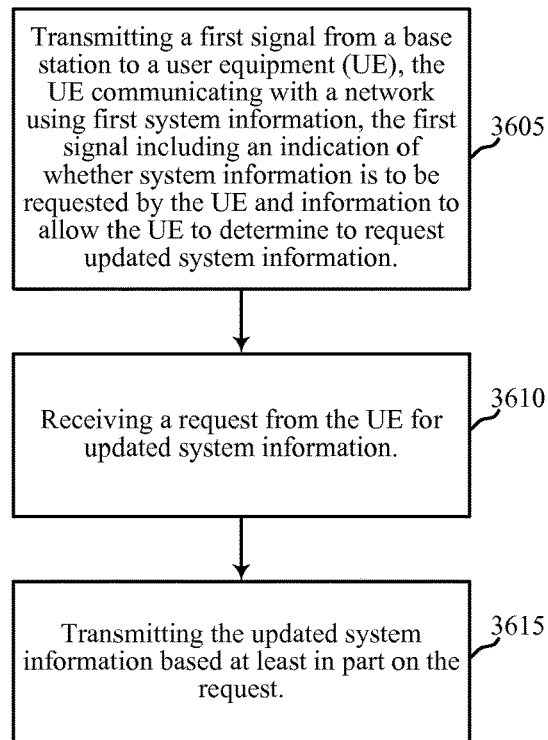 Transmitting a first signal from a base
station to a user equipment (UE), the
UE communicating with a network
using first system information, the first
signal including an indication of
whether system information is to be
requested by the UE and information to
allow the UE to determine to request
updated system information.
3605
Receiving a request from the UE for
updated system information.
3610
Transmitting the updated system
information based at least in part on the
request.
3615